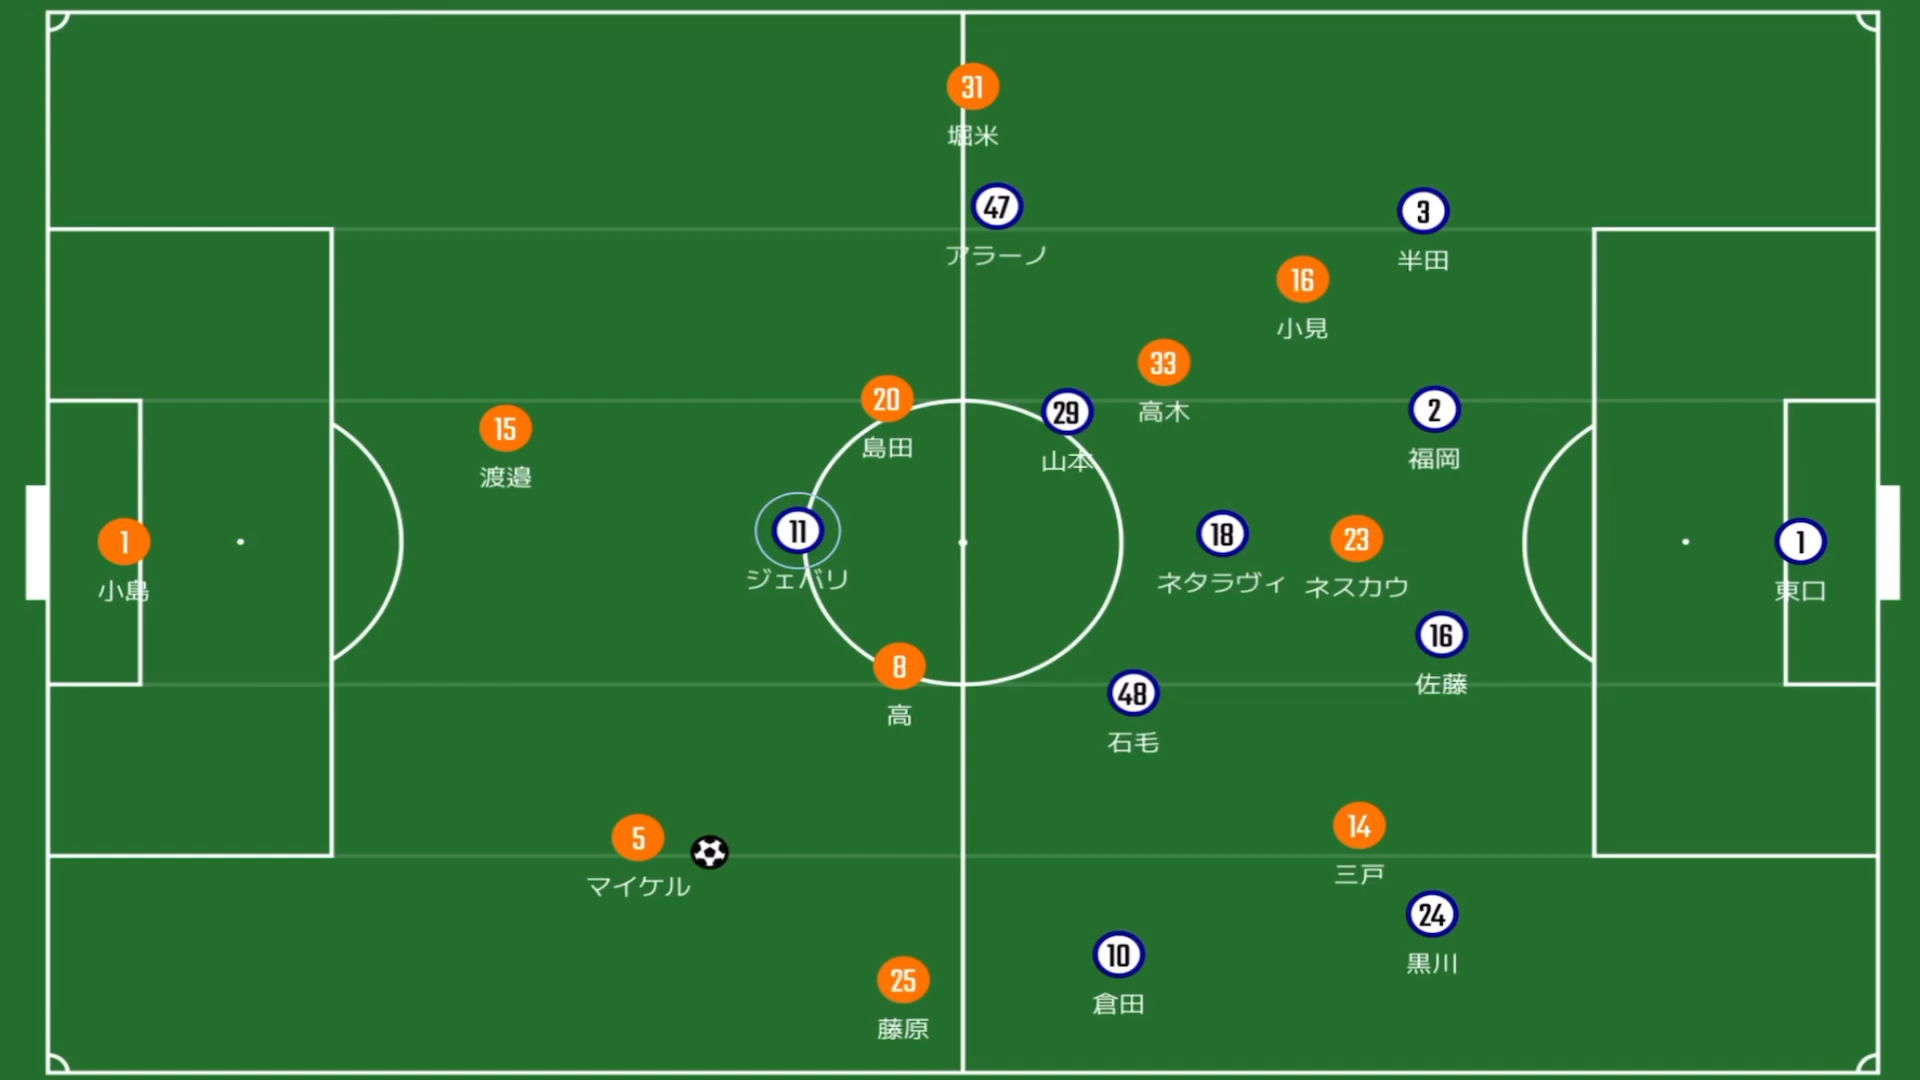 31
堀米
47
アラーノ
3
半田
16
小見
33
高木
20
島田
29
山本
2
福岡
15
渡邉
11
ジェバリ
18
ネタラヴィ
23
ネスカウ
1
小島
1
東口
16
佐藤
8
高
48
石毛
5
マイケル
14
三戸
24
黒川
10
倉田
25
藤原